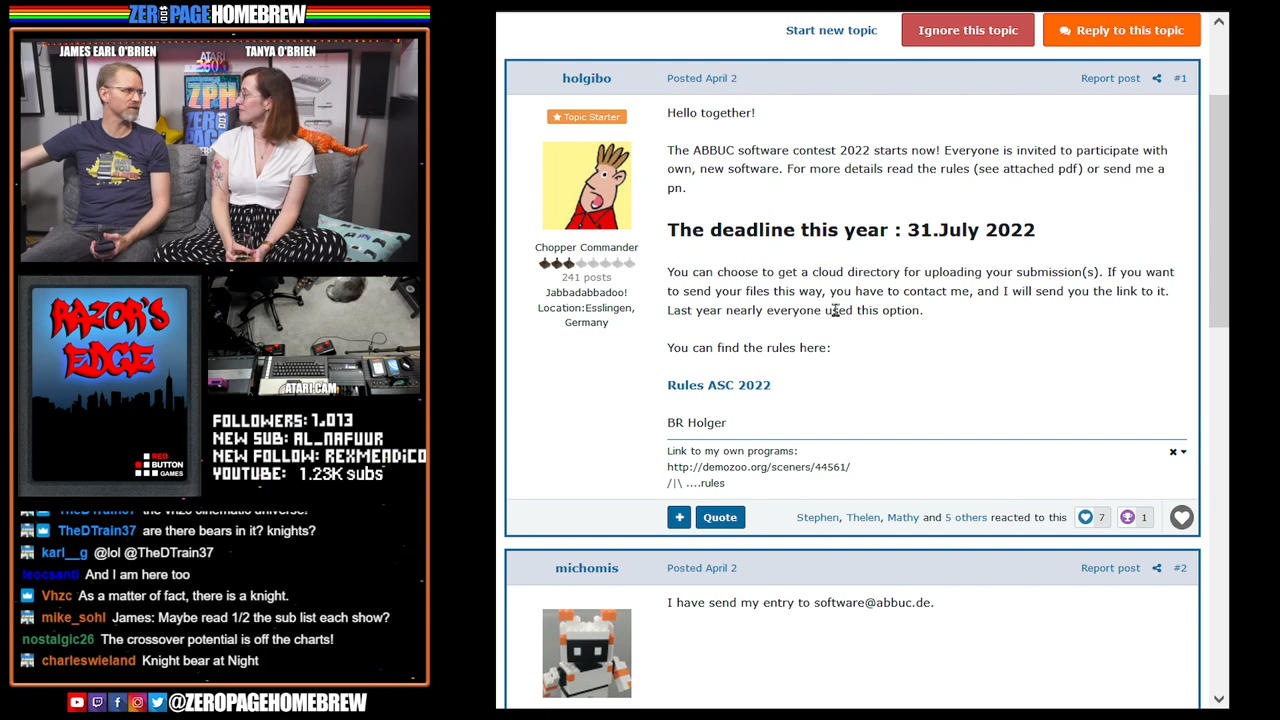 ZEROPAGEHOMEBREW
JAMES EARL O'BRIEN
TANYA O'BRIEN
ATARI
2600
ZPH
ZERO
PAGE
RAZOR'S
EDGE
RED
BUTTON
GAMES
ATARI CAM
FOLLOWERS: 1,013
NEW SUB: AL_NAFUUR
NEW FOLLOW: REXMENDICO
YOUTUBE: 1.23K subs
TheDTrain37 the vhzc cinematic universe!
TheDTrain37 are there bears in it? knights?
karl__g @lol @TheDTrain37
leocsanti And I am here too
Vhzc As a matter of fact, there is a knight.
mike_sohl James: Maybe read 1/2 the sub list each show?
nostalgic26 The crossover potential is off the charts!
charleswieland Knight bear at Night
@ZEROPAGEHOMEBREW
Start new topic
Ignore this topic
Reply to this topic
holgibo
Posted April 2
Report post
#1
Topic Starter
Chopper Commander
241 posts
Jabbadabbadoo!
Location:Esslingen,
Germany
Hello together!
The ABBUC software contest 2022 starts now! Everyone is invited to participate with
own, new software. For more details read the rules (see attached pdf) or send me a
pn.
The deadline this year : 31.July 2022
You can choose to get a cloud directory for uploading your submission(s). If you want
to send your files this way, you have to contact me, and I will send you the link to it.
Last year nearly everyone used this option.
You can find the rules here:
Rules ASC 2022
BR Holger
Link to my own programs:
http://demozoo.org/sceners/44561/
/|\ ....rules
+ Quote
Stephen, Thelen, Mathy and 5 others reacted to this
7
1
michomis
Posted April 2
Report post
#2
I have send my entry to software@abbuc.de.